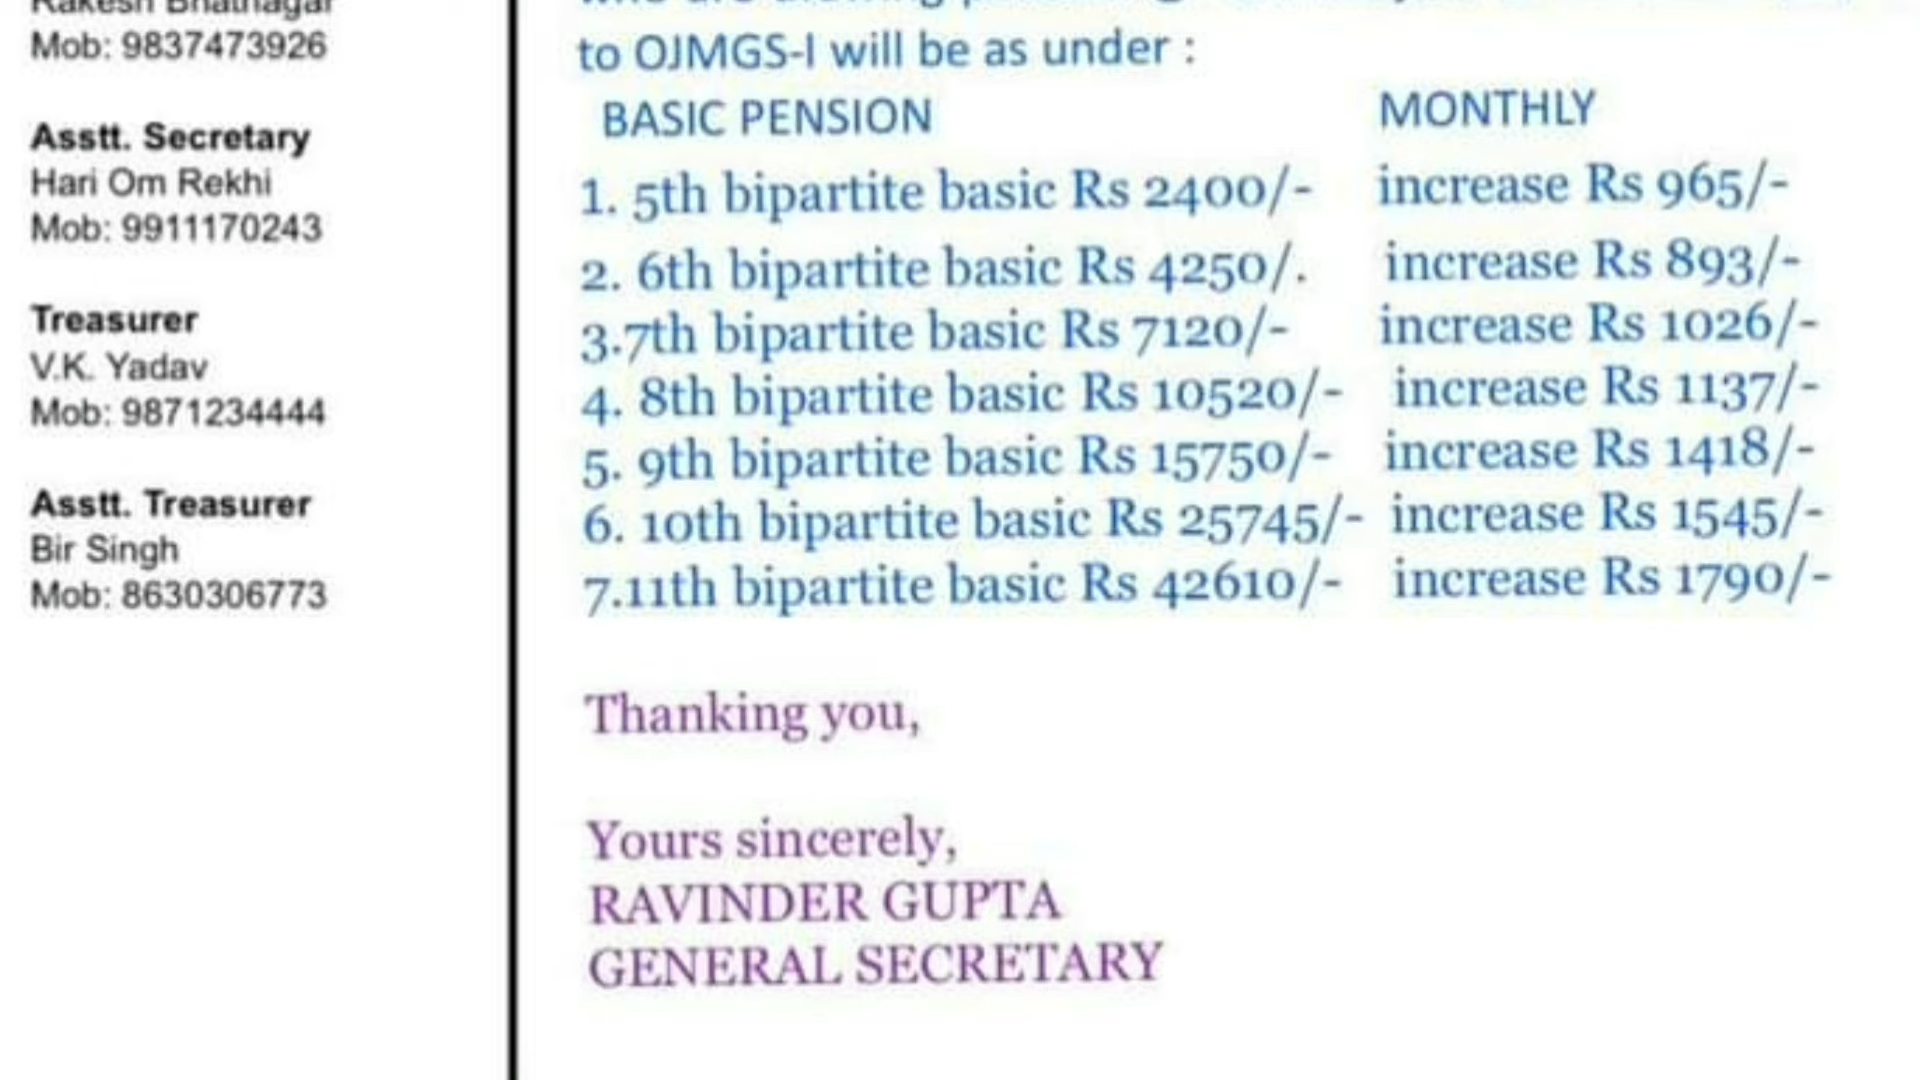 Rakesh Bhatnagar
Mob: 9837473926
Asstt. Secretary
Hari Om Rekhi
Mob: 9911170243
Treasurer
V.K. Yadav
Mob: 9871234444
Asstt. Treasurer
Bir Singh
Mob: 8630306773
who are drawing
to OJMGS-I will be as under :
BASIC PENSION MONTHLY
1. 5th bipartite basic Rs 2400/- increase Rs 965/-
2. 6th bipartite basic Rs 4250/. increase Rs 893/-
3.7th bipartite basic Rs 7120/- increase Rs 1026/-
4. 8th bipartite basic Rs 10520/- increase Rs 1137/-
5. 9th bipartite basic Rs 15750/- increase Rs 1418/-
6. 10th bipartite basic Rs 25745/- increase Rs 1545/-
7.11th bipartite basic Rs 42610/- increase Rs 1790/-
Thanking you,
Yours sincerely,
RAVINDER GUPTA
GENERAL SECRETARY